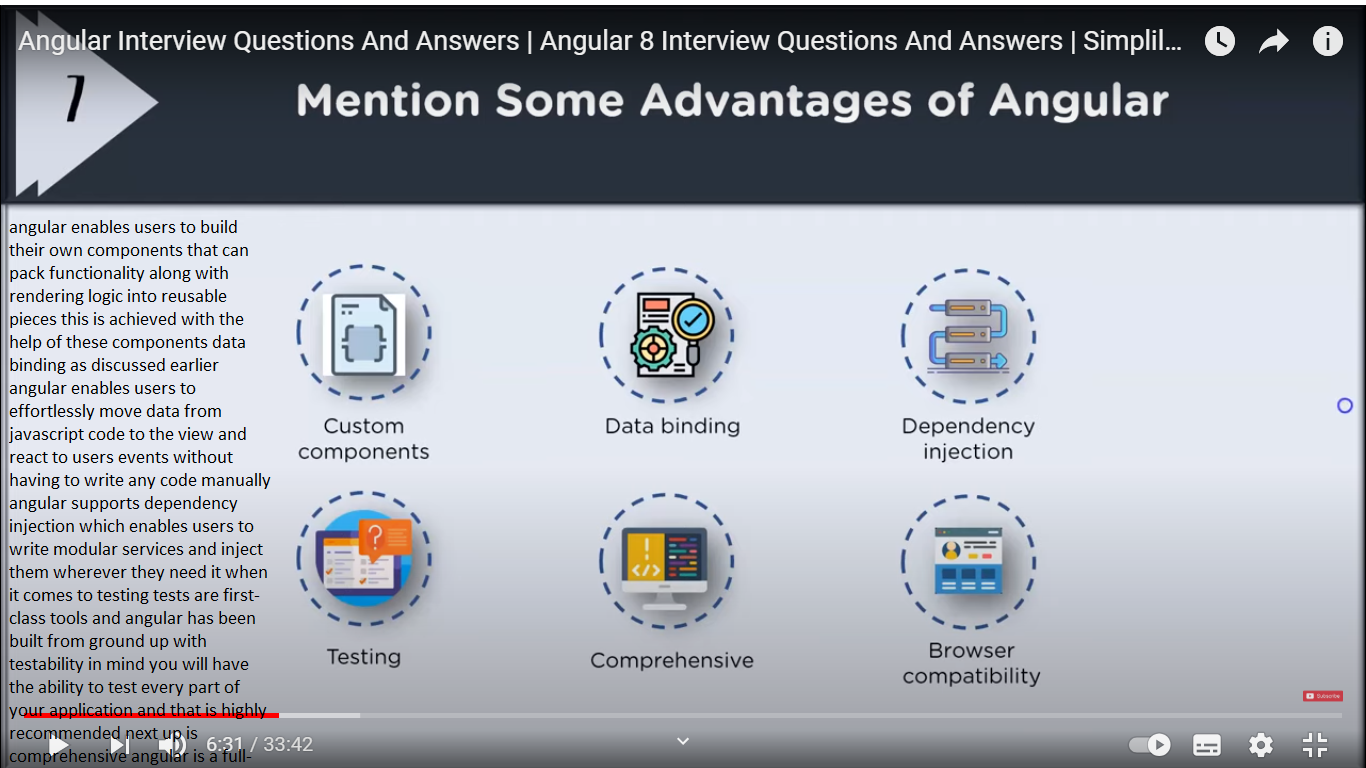 Angular Interview Questions And Answers | Angular 8 Interview Questions And Answers | Simplil...
7
Mention Some Advantages of Angular
angular enables users to build
their own components that can
pack functionality along with
rendering logic into reusable
pieces this is achieved with the
help of these components data
binding as discussed earlier
angular enables users to
effortlessly move data from
javascript code to the view and
react to users events without
having to write any code manually
angular supports dependency
injection which enables users to
write modular services and inject
them wherever they need it when
it comes to testing tests are first-
class tools and angular has been
built from ground up with
testability in mind you will have
the ability to test every part of
your application and that is highly
recommended next up is
comprehensive angular is a full-
Custom
components
Data binding
Dependency
injection
Testing
Comprehensive
Browser
compatibility
Subscribe
6:31 / 33:42